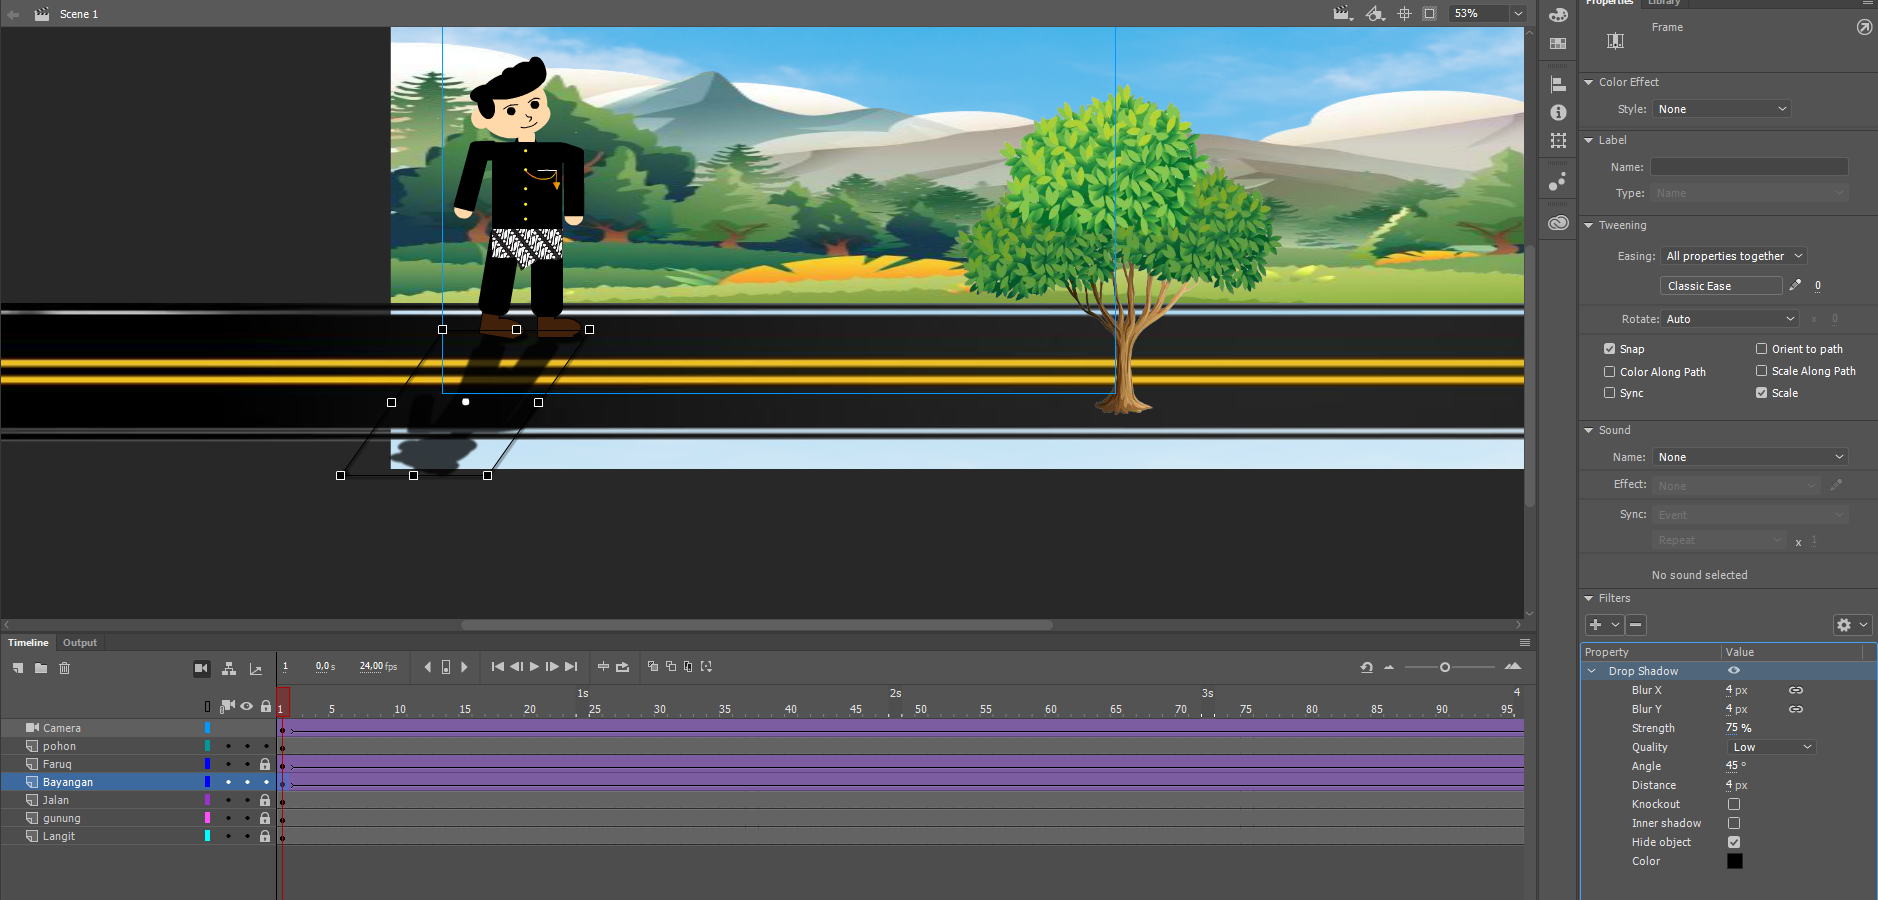 Scene 1
53%
Properties
Library
Frame
Color Effect
Style: None
Label
Name:
Type: Name
Tweening
Easing: All properties together
Classic Ease 0
Rotate: Auto x 0
Snap
Orient to path
Color Along Path
Scale Along Path
Sync
Scale
Sound
Name: None
Effect: None
Sync: Event
Repeat x 1
No sound selected
Filters
Property Value
Drop Shadow
Blur X 4 px
Blur Y 4 px
Strength 75 %
Quality Low
Angle 45 °
Distance 4 px
Knockout
Inner shadow
Hide object
Color
Timeline Output
1 0,0 s 24,00 fps
1s 2s 3s 4
1 5 10 15 20 25 30 35 40 45 50 55 60 65 70 75 80 85 90 95
Camera
pohon
Faruq
Bayangan
Jalan
gunung
Langit